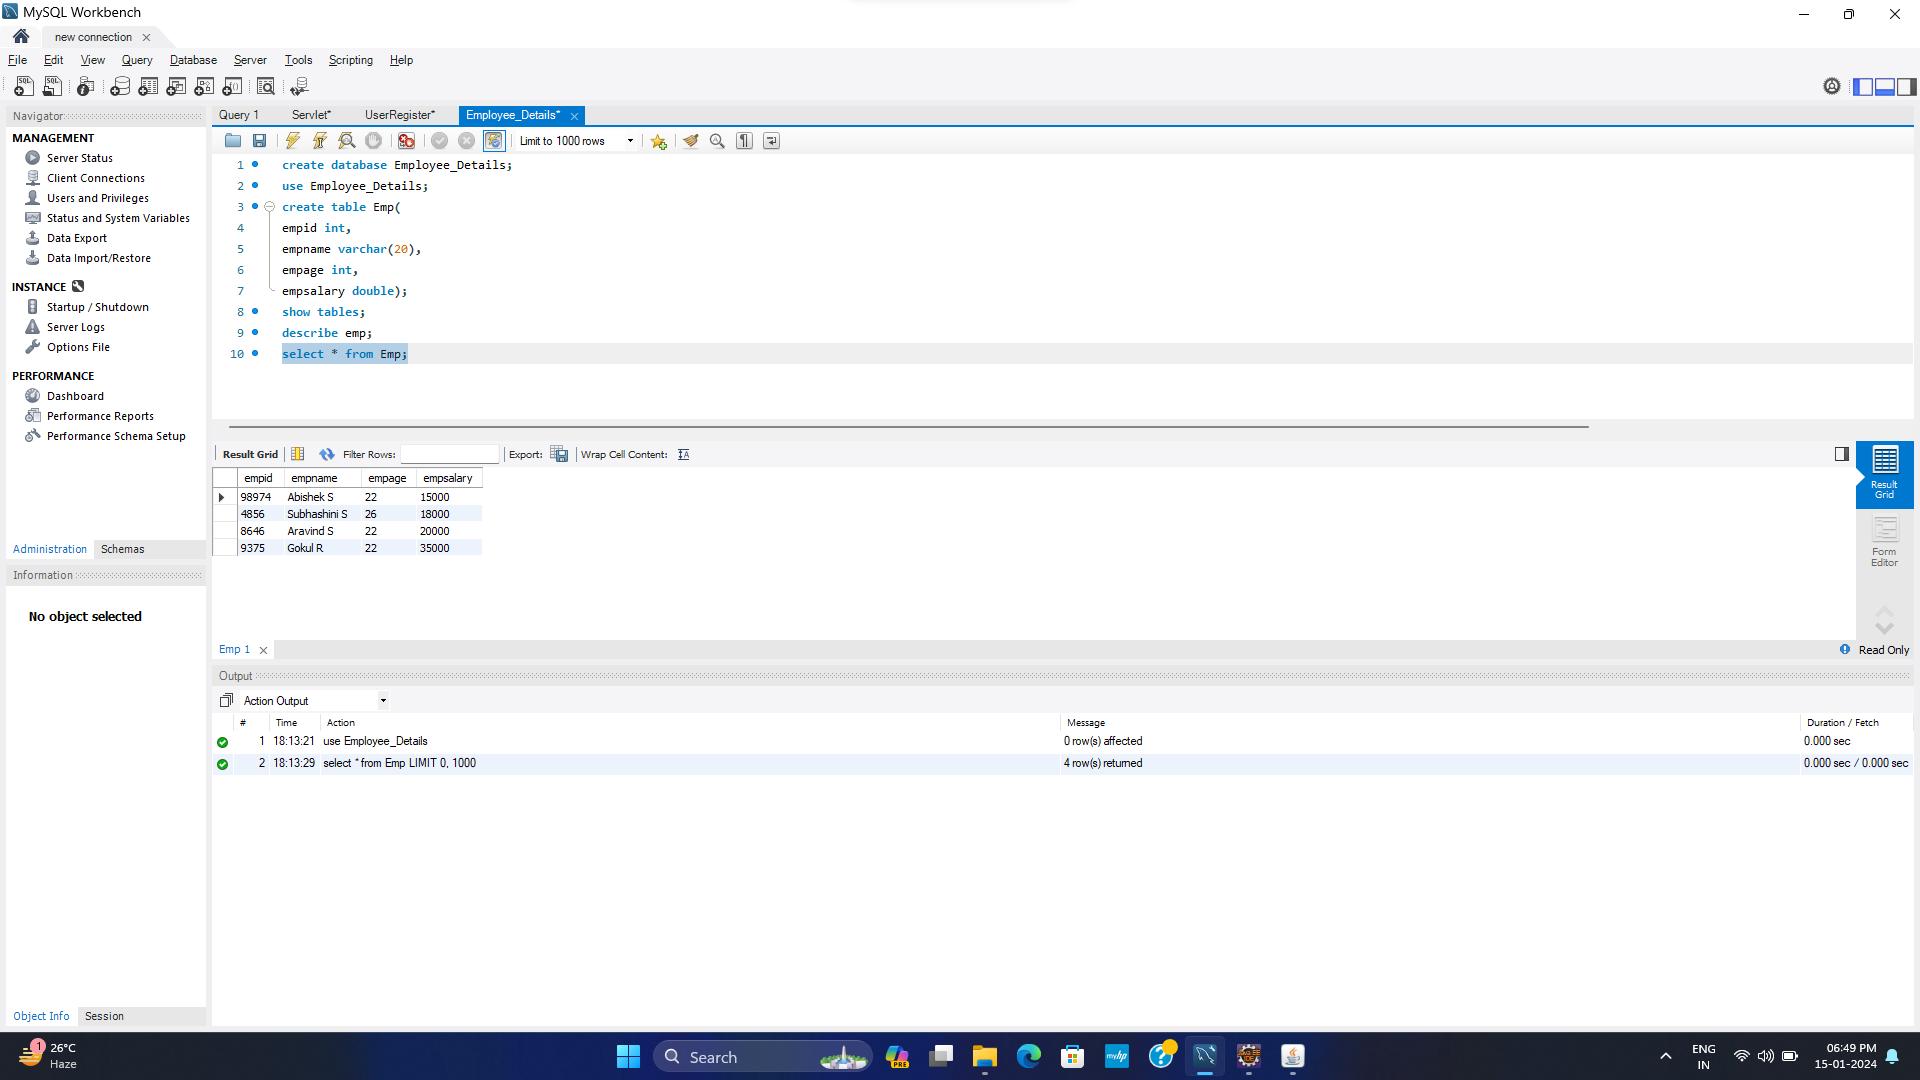 MySQL Workbench
new connection
File Edit View Query Database Server Tools Scripting Help
Navigator
MANAGEMENT
Server Status
Client Connections
Users and Privileges
Status and System Variables
Data Export
Data Import/Restore
INSTANCE
Startup / Shutdown
Server Logs
Options File
PERFORMANCE
Dashboard
Performance Reports
Performance Schema Setup
Administration Schemas
Information
No object selected
Object Info Session
Query 1 Servlet* UserRegister* Employee_Details*
Limit to 1000 rows
1 create database Employee_Details;
2 use Employee_Details;
3 create table Emp(
4 empid int,
5 empname varchar(20),
6 empage int,
7 empsalary double);
8 show tables;
9 describe emp;
10 select * from Emp;
Result Grid Filter Rows: Export: Wrap Cell Content:
empid empname empage empsalary
98974 Abishek S 22 15000
4856 Subhashini S 26 18000
8646 Aravind S 22 20000
9375 Gokul R 22 35000
Result
Grid
Form
Editor
Emp 1
Read Only
Output
Action Output
# Time Action Message Duration / Fetch
1 18:13:21 use Employee_Details 0 row(s) affected 0.000 sec
2 18:13:29 select * from Emp LIMIT 0, 1000 4 row(s) returned 0.000 sec / 0.000 sec
1
26°C
Haze
Search
PRE
myhp
ENG
IN
06:49 PM
15-01-2024